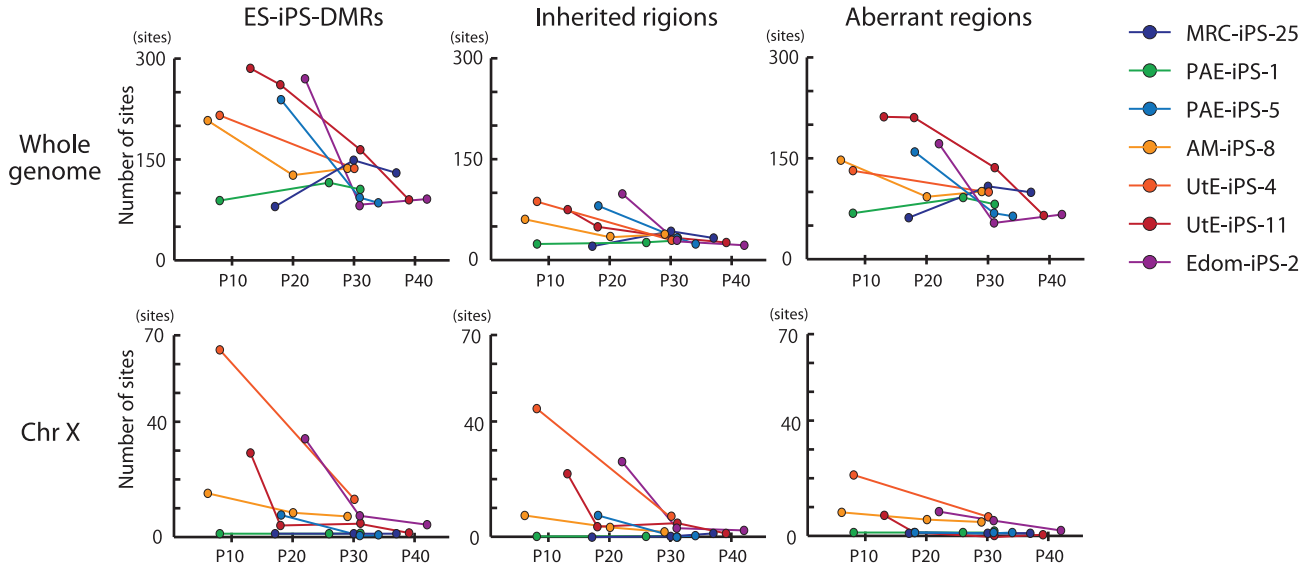 ES-iPS-DMRs
Inherited rigions
Aberrant regions
Whole
genome
Number of sites
(sites)
300
150
0
P10 P20 P30 P40
(sites)
300
150
0
P10 P20 P30 P40
(sites)
300
150
0
P10 P20 P30 P40
MRC-iPS-25
PAE-iPS-1
PAE-iPS-5
AM-iPS-8
UtE-iPS-4
UtE-iPS-11
Edom-iPS-2
Chr X
Number of sites
(sites)
70
40
0
P10 P20 P30 P40
(sites)
70
40
0
P10 P20 P30 P40
(sites)
70
40
0
P10 P20 P30 P40